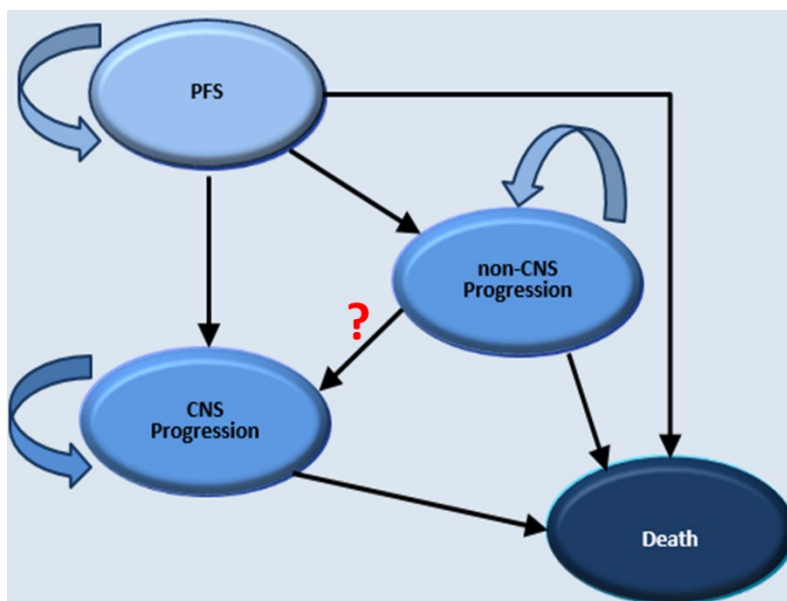 PFS
non-CNS
Progression
?
CNS
Progression
Death